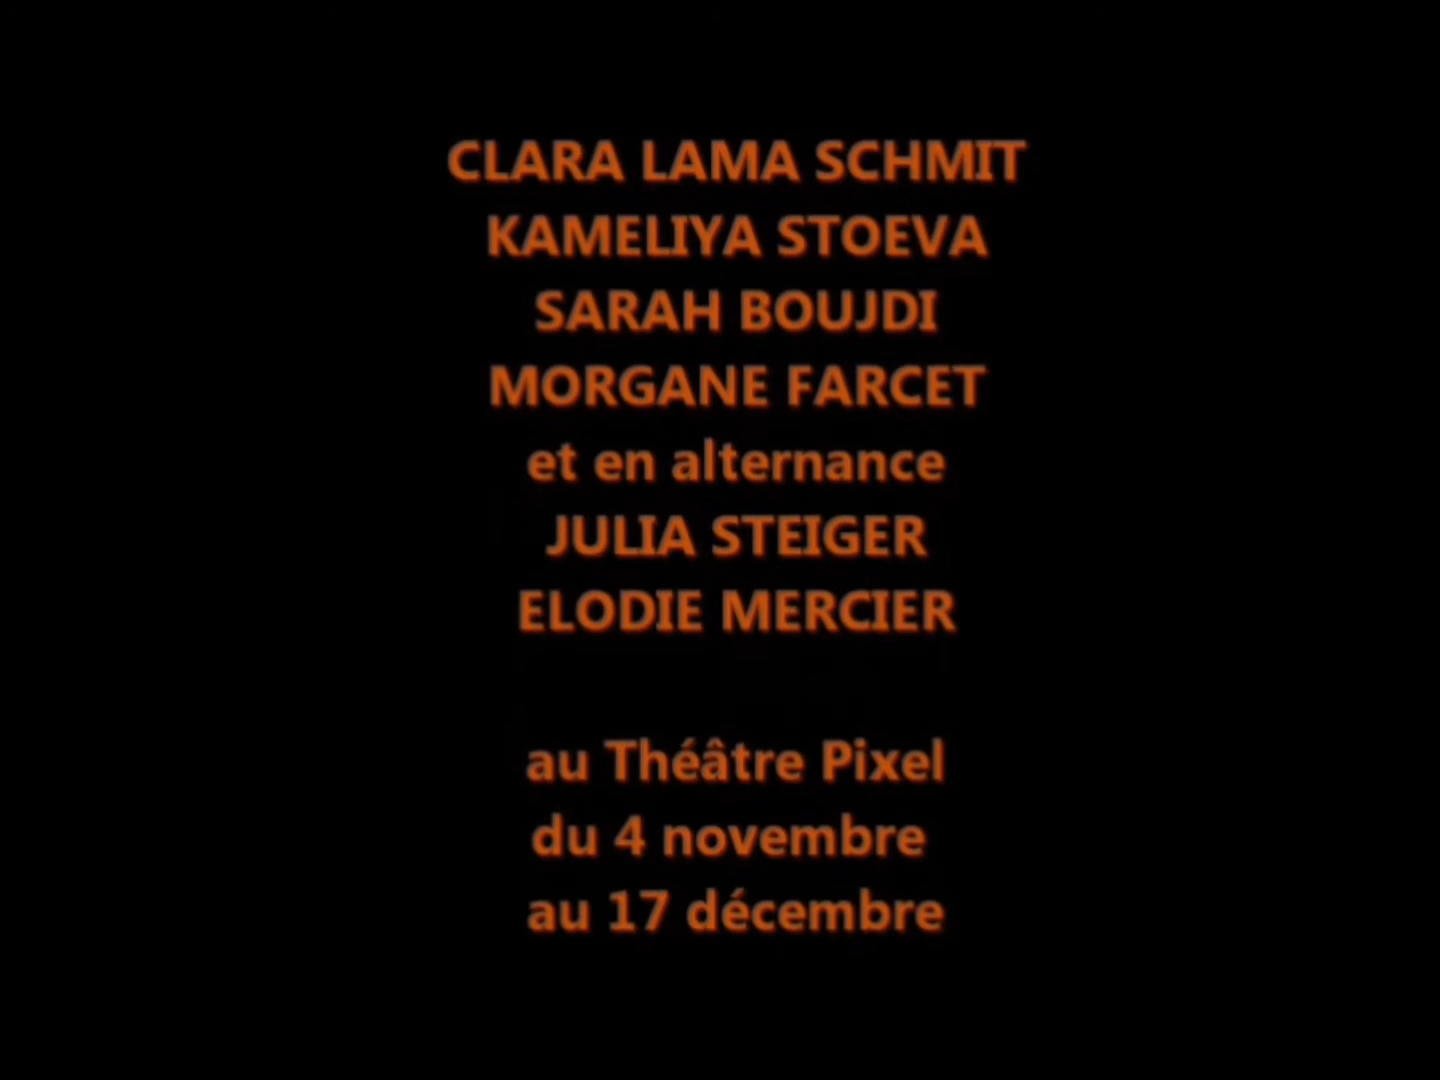 CLARA LAMA SCHMIT
KAMELIYA STOEVA
SARAH BOUJDI
MORGANE FARCET
et en alternance
JULIA STEIGER
ELODIE MERCIER
au Théâtre Pixel
du 4 novembre
au 17 décembre